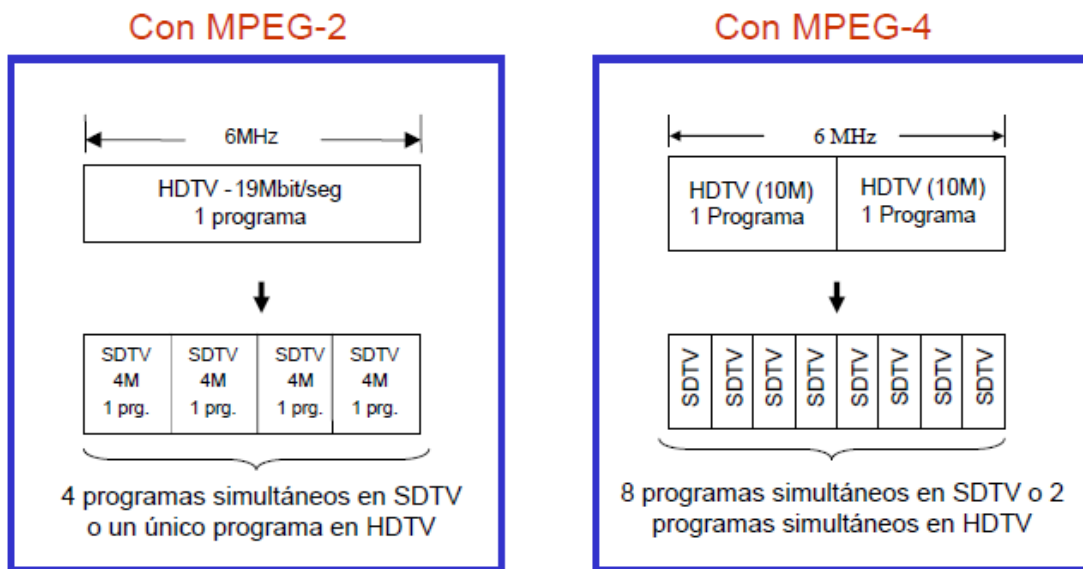 Con MPEG-2
6MHz
HDTV - 19Mbit/seg
1 programa
SDTV SDTV SDTV SDTV
4M 4M 4M 4M
1 prg. 1 prg. 1 prg. 1 prg.
4 programas simultáneos en SDTV
o un único programa en HDTV
Con MPEG-4
6 MHz
HDTV (10M)
1 Programa
HDTV (10M)
1 Programa
SDTV
SDTV
SDTV
SDTV
SDTV
SDTV
SDTV
SDTV
8 programas simultáneos en SDTV o 2
programas simultáneos en HDTV